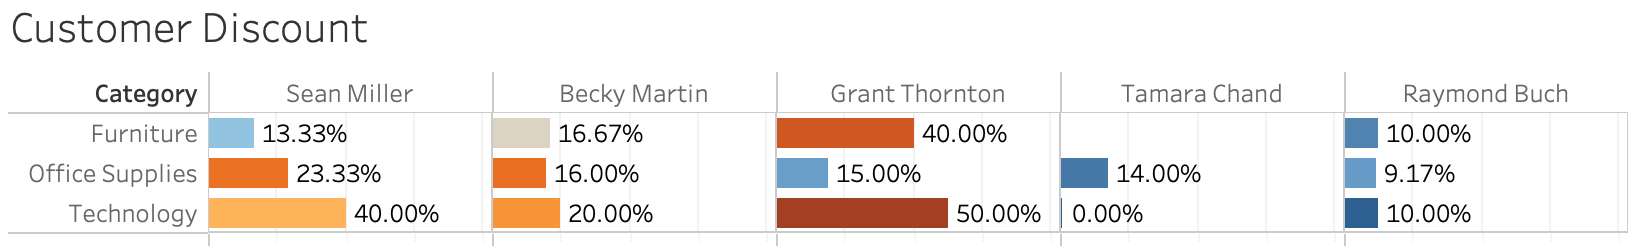 Customer Discount
Category Sean Miller Becky Martin Grant Thornton Tamara Chand Raymond Buch
Furniture 13.33% 16.67% 40.00% 10.00%
Office Supplies 23.33% 16.00% 15.00% 14.00% 9.17%
Technology 40.00% 20.00% 50.00% 0.00% 10.00%